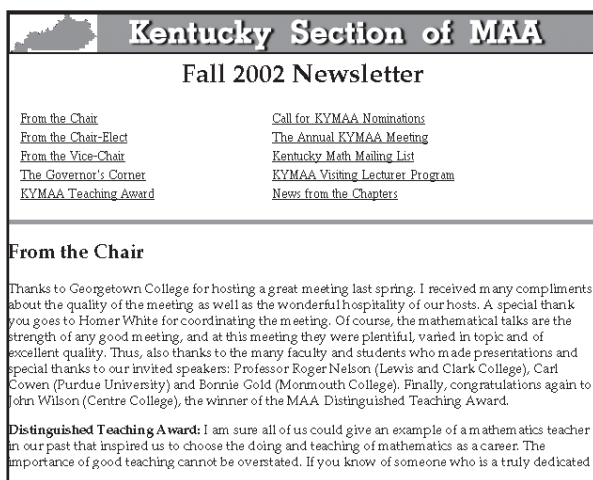 Kentucky Section of MAA
Fall 2002 Newsletter
From the Chair
From the Chair-Elect
From the Vice-Chair
The Governor's Corner
KYMAA Teaching Award
Call for KYMAA Nominations
The Annual KYMAA Meeting
Kentucky Math Mailing List
KYMAA Visiting Lecturer Program
News from the Chapters
From the Chair
Thanks to Georgetown College for hosting a great meeting last spring. I received many compliments
about the quality of the meeting as well as the wonderful hospitality of our hosts. A special thank
you goes to Homer White for coordinating the meeting. Of course, the mathematical talks are the
strength of any good meeting, and at this meeting they were plentiful, varied in topic and of
excellent quality. Thus, also thanks to the many faculty and students who made presentations and
special thanks to our invited speakers: Professor Roger Nelson (Lewis and Clark College), Carl
Cowen (Purdue University) and Bonnie Gold (Monmouth College). Finally, congratulations again to
John Wilson (Centre College), the winner of the MAA Distinguished Teaching Award.
Distinguished Teaching Award: I am sure all of us could give an example of a mathematics teacher
in our past that inspired us to choose the doing and teaching of mathematics as a career. The
importance of good teaching cannot be overstated. If you know of someone who is a truly dedicated